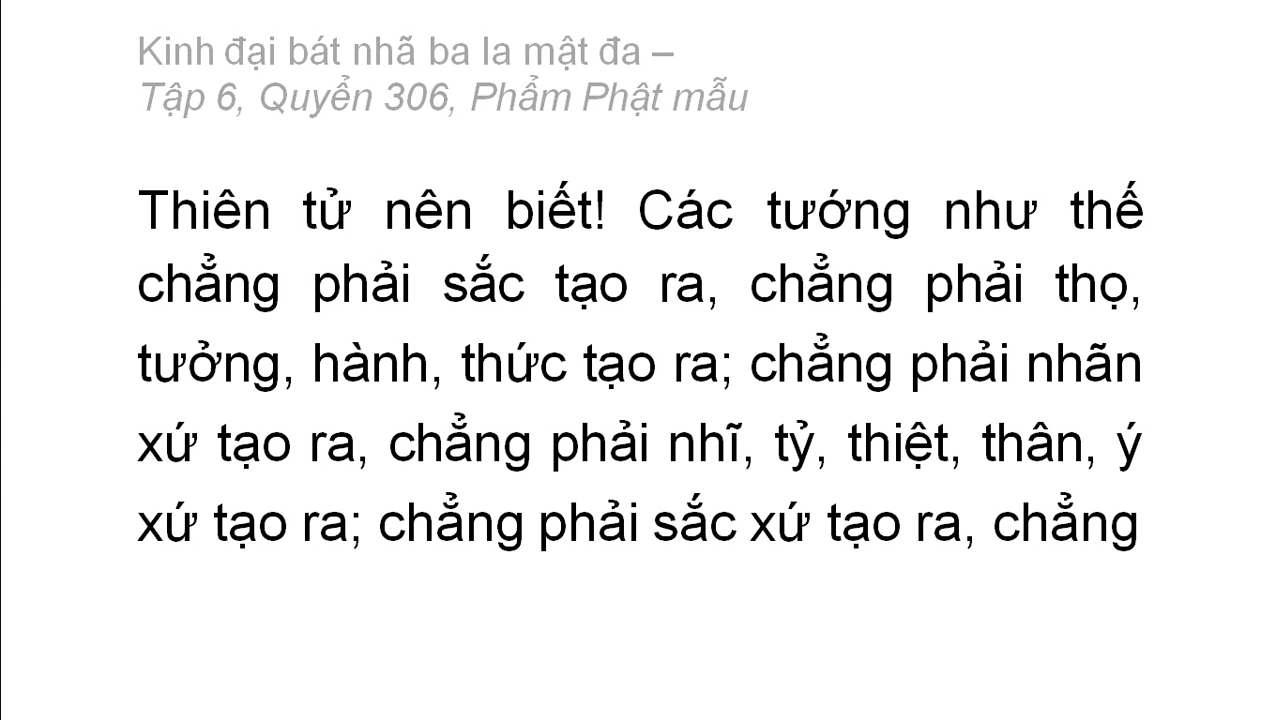 Kinh đại bát nhã ba la mật đa –
Tập 6, Quyển 306, Phẩm Phật mẫu
Thiên tử nên biết! Các tướng như thế
chẳng phải sắc tạo ra, chẳng phải thọ,
tưởng, hành, thức tạo ra; chẳng phải nhãn
xứ tạo ra, chẳng phải nhĩ, tỷ, thiệt, thân, ý
xứ tạo ra; chẳng phải sắc xứ tạo ra, chẳng